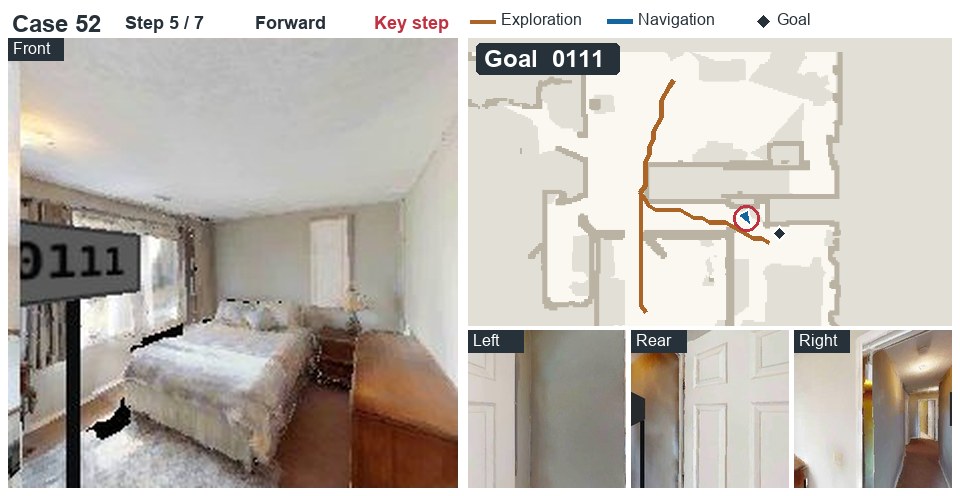 Case 52 Step 5 / 7 Forward Key step
Exploration Navigation Goal
Front
Goal 0111
0111
Left
Rear
Right